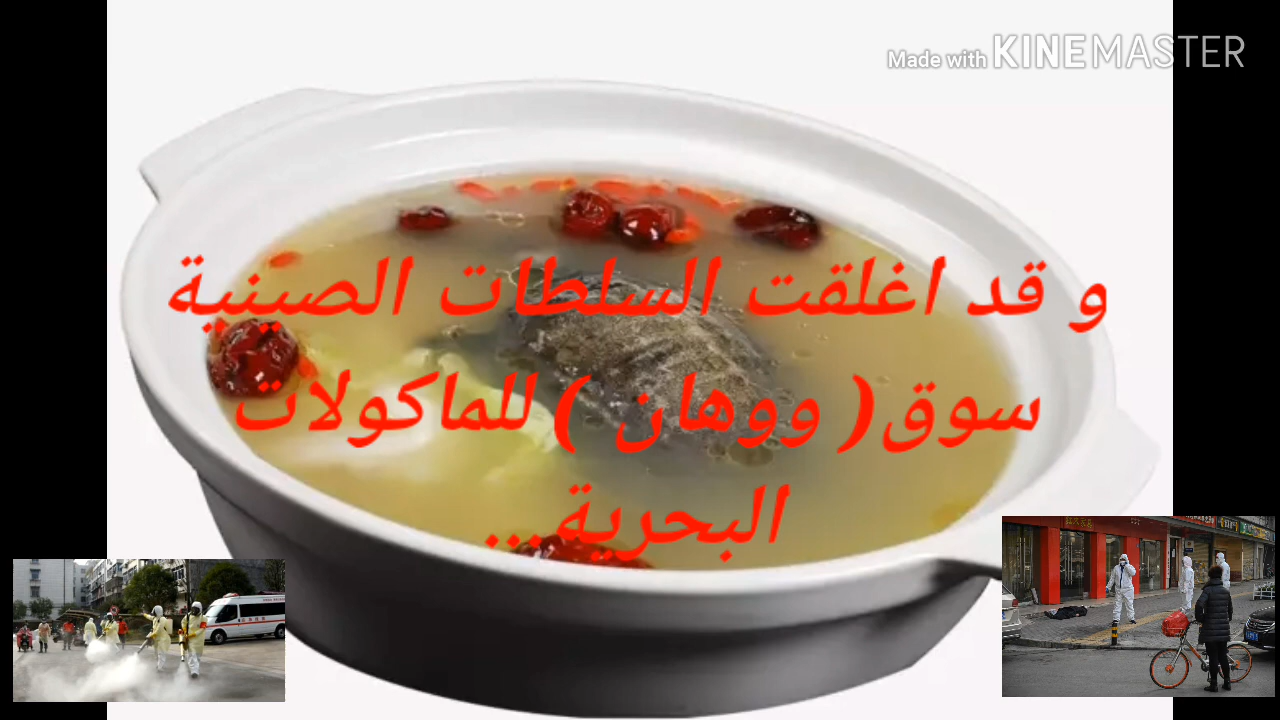 Made with KINEMASTER
و قد اغلقت السلطات الصينية
سوق( ووهان ) للماكولات
البحرية...